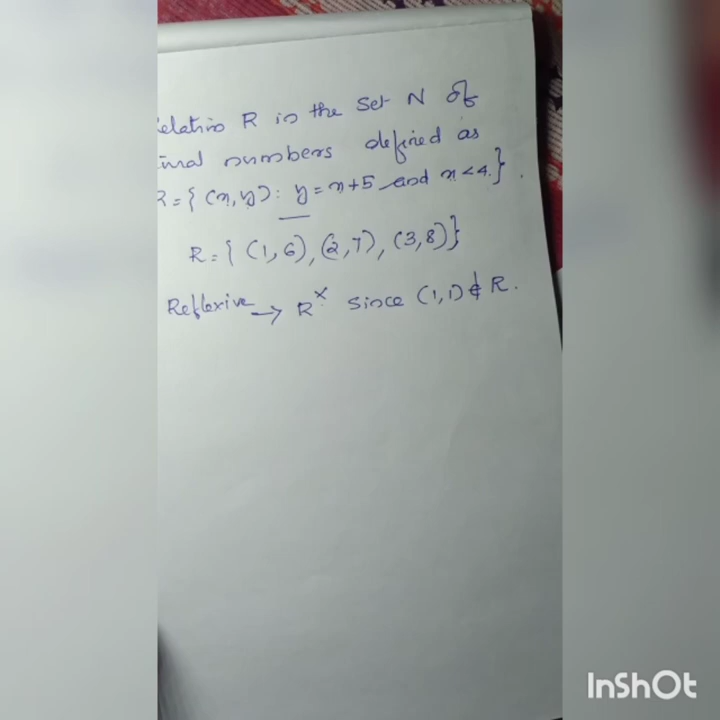 elation R in the Set N of
ural numbers defined as
R = { (x, y) : y = x+5 and x < 4 } .
R = { (1, 6), (2, 7), (3, 8) }
Reflexive → R ˣ since (1, 1) ∉ R .
InShOt